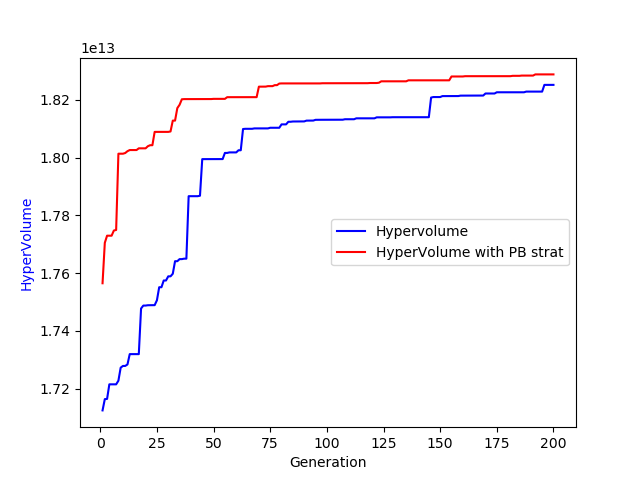 1e13
1.82
1.80
1.78
1.76
1.74
1.72
HyperVolume
Hypervolume
HyperVolume with PB strat
0 25 50 75 100 125 150 175 200
Generation